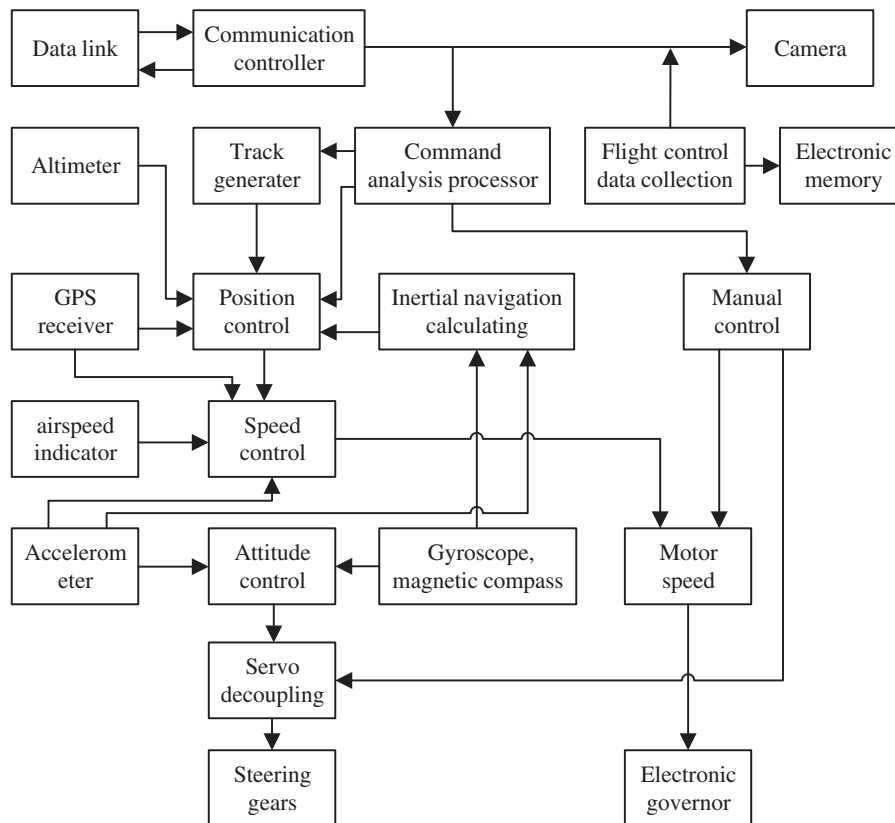 Data link
Communication
controller
Camera
Altimeter
Track
generater
Command
analysis processor
Flight control
data collection
Electronic
memory
GPS
receiver
Position
control
Inertial navigation
calculating
Manual
control
airspeed
indicator
Speed
control
Accelerom
eter
Attitude
control
Gyroscope,
magnetic compass
Motor
speed
Servo
decoupling
Steering
gears
Electronic
governor